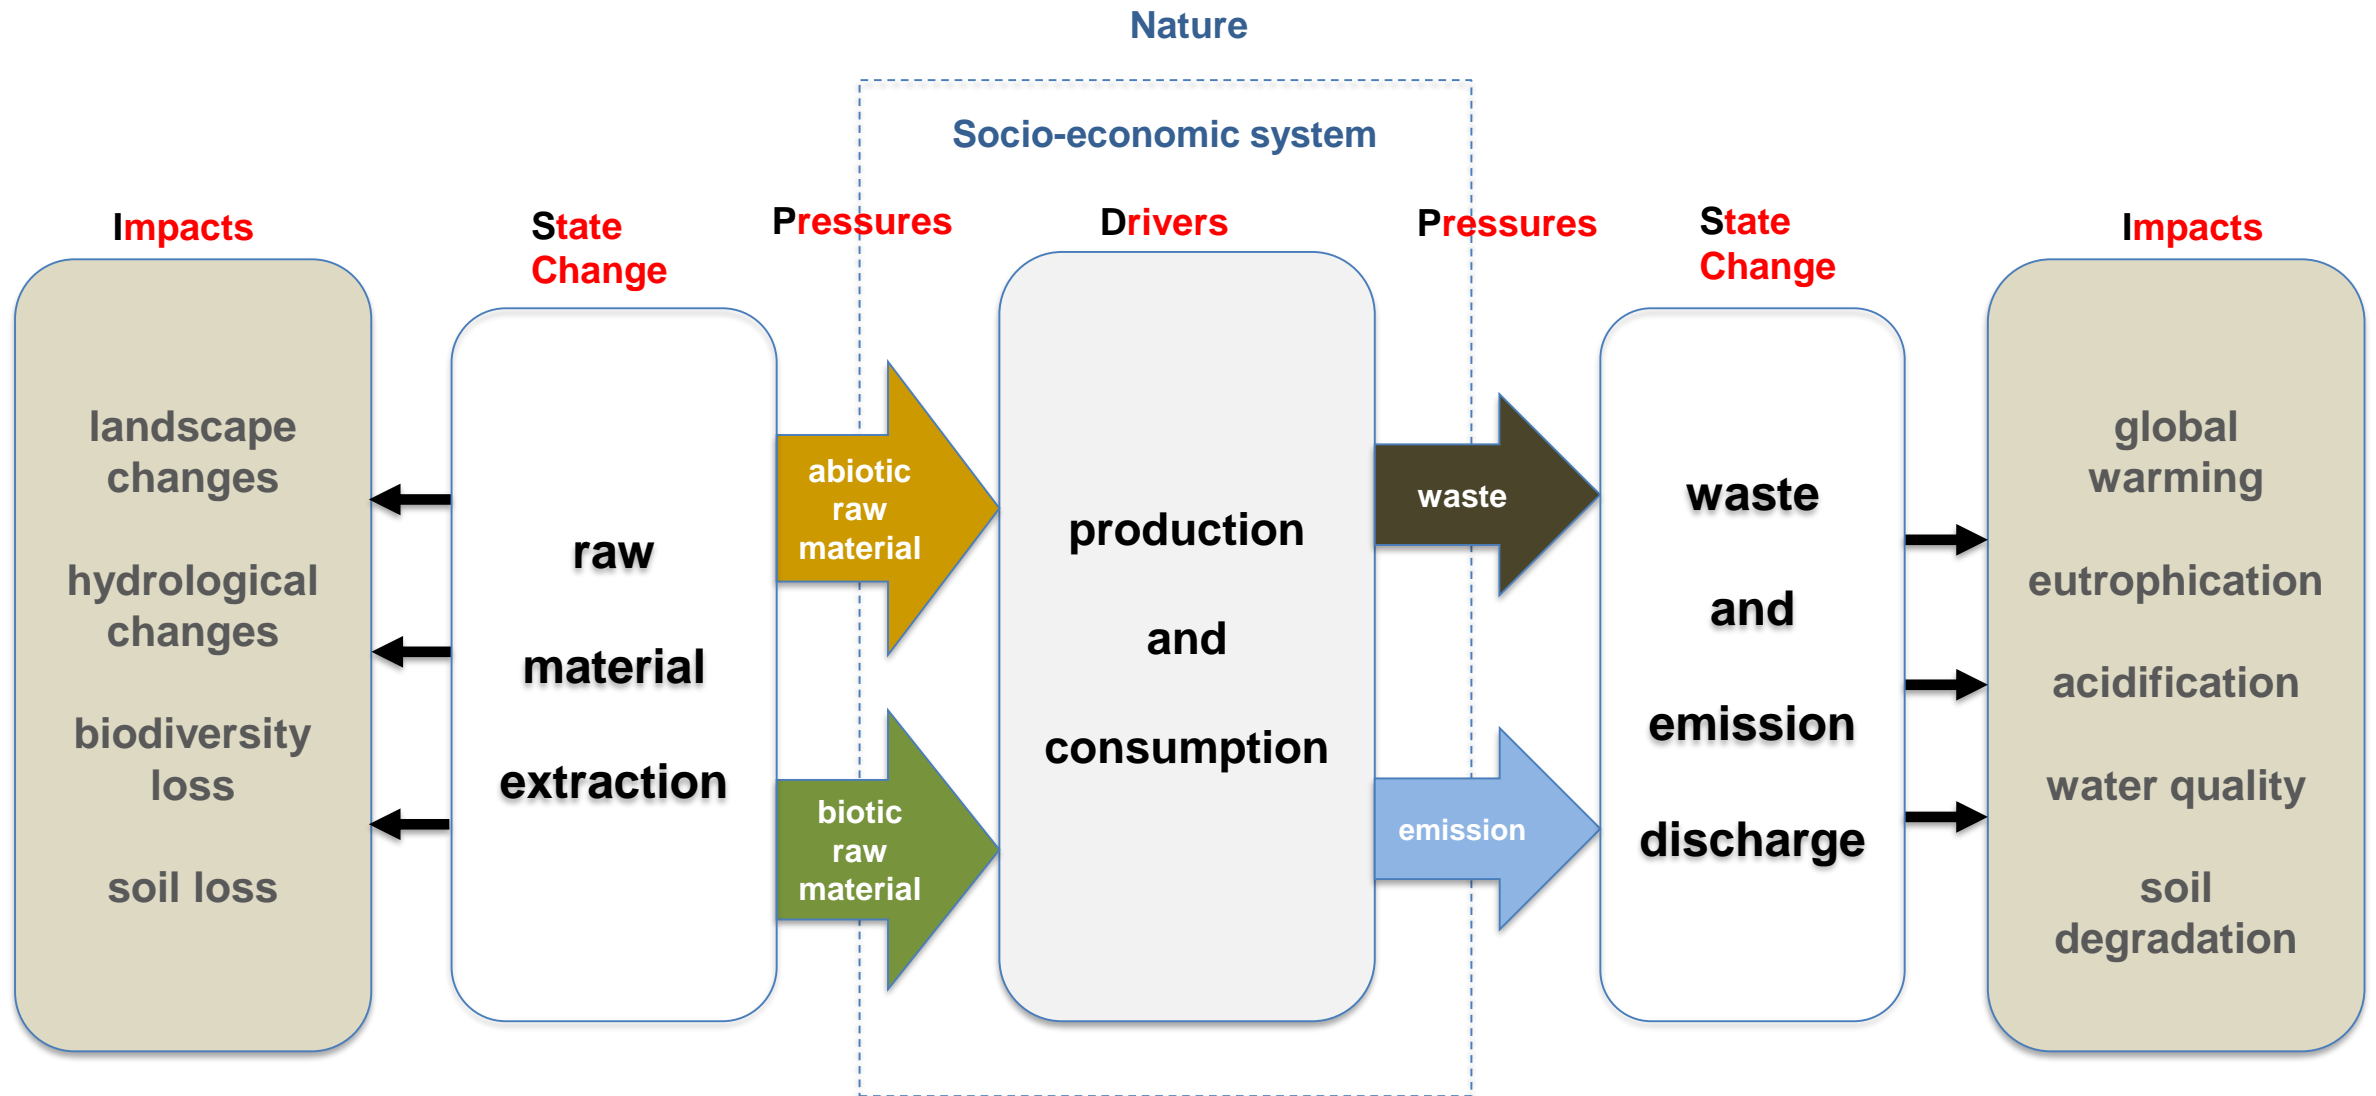 Nature
Socio-economic system
Impacts
State
Change
Pressures
Drivers
Pressures
State
Change
Impacts
landscape
changes
hydrological
changes
biodiversity
loss
soil loss
raw
material
extraction
abiotic
raw
material
biotic
raw
material
production
and
consumption
waste
emission
waste
and
emission
discharge
global
warming
eutrophication
acidification
water quality
soil
degradation